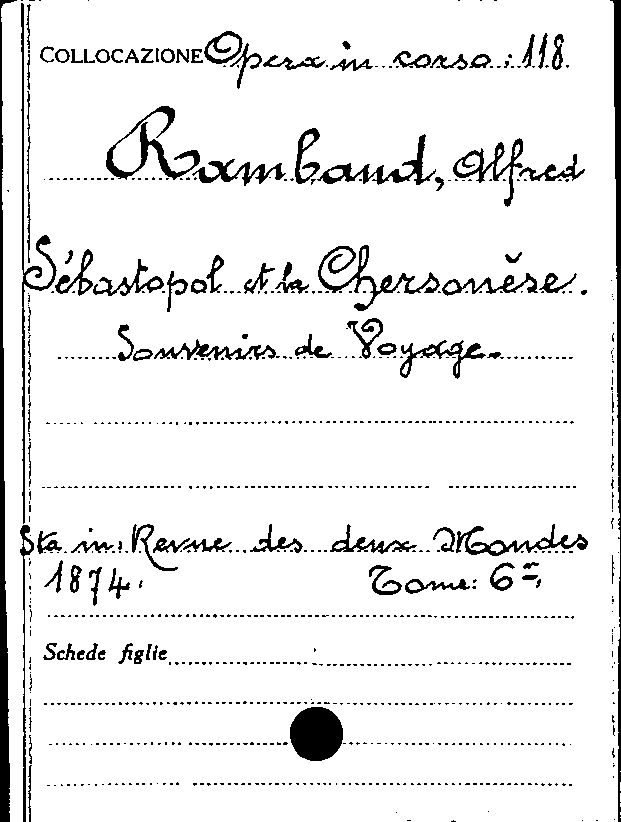 COLLOCAZIONE Opera in corso: 118
Rambaud, Alfred
Sébastopol et la Chersonèse.
Souvenirs de Voyage.
Sta in: Revue des deux Mondes
1874. Tome: 6=,
Schede figlie